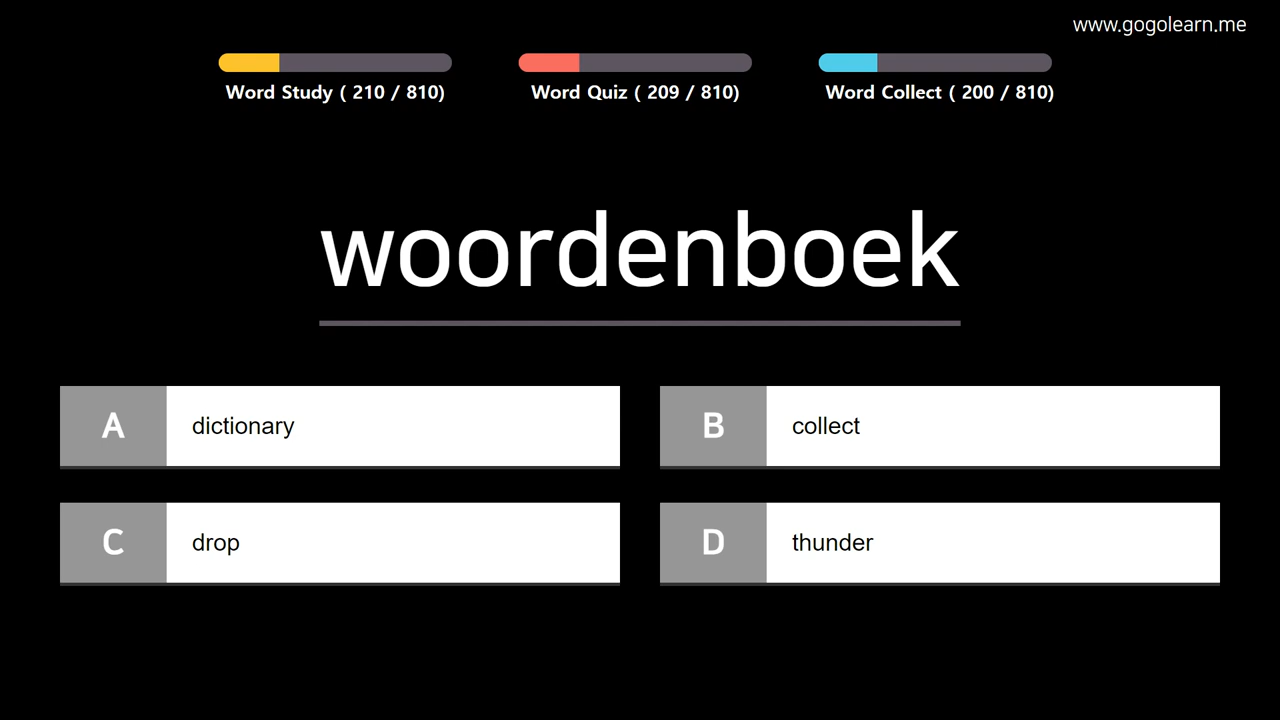 www.gogolearn.me
Word Study ( 210 / 810)
Word Quiz ( 209 / 810)
Word Collect ( 200 / 810)
woordenboek
A dictionary
B collect
C drop
D thunder